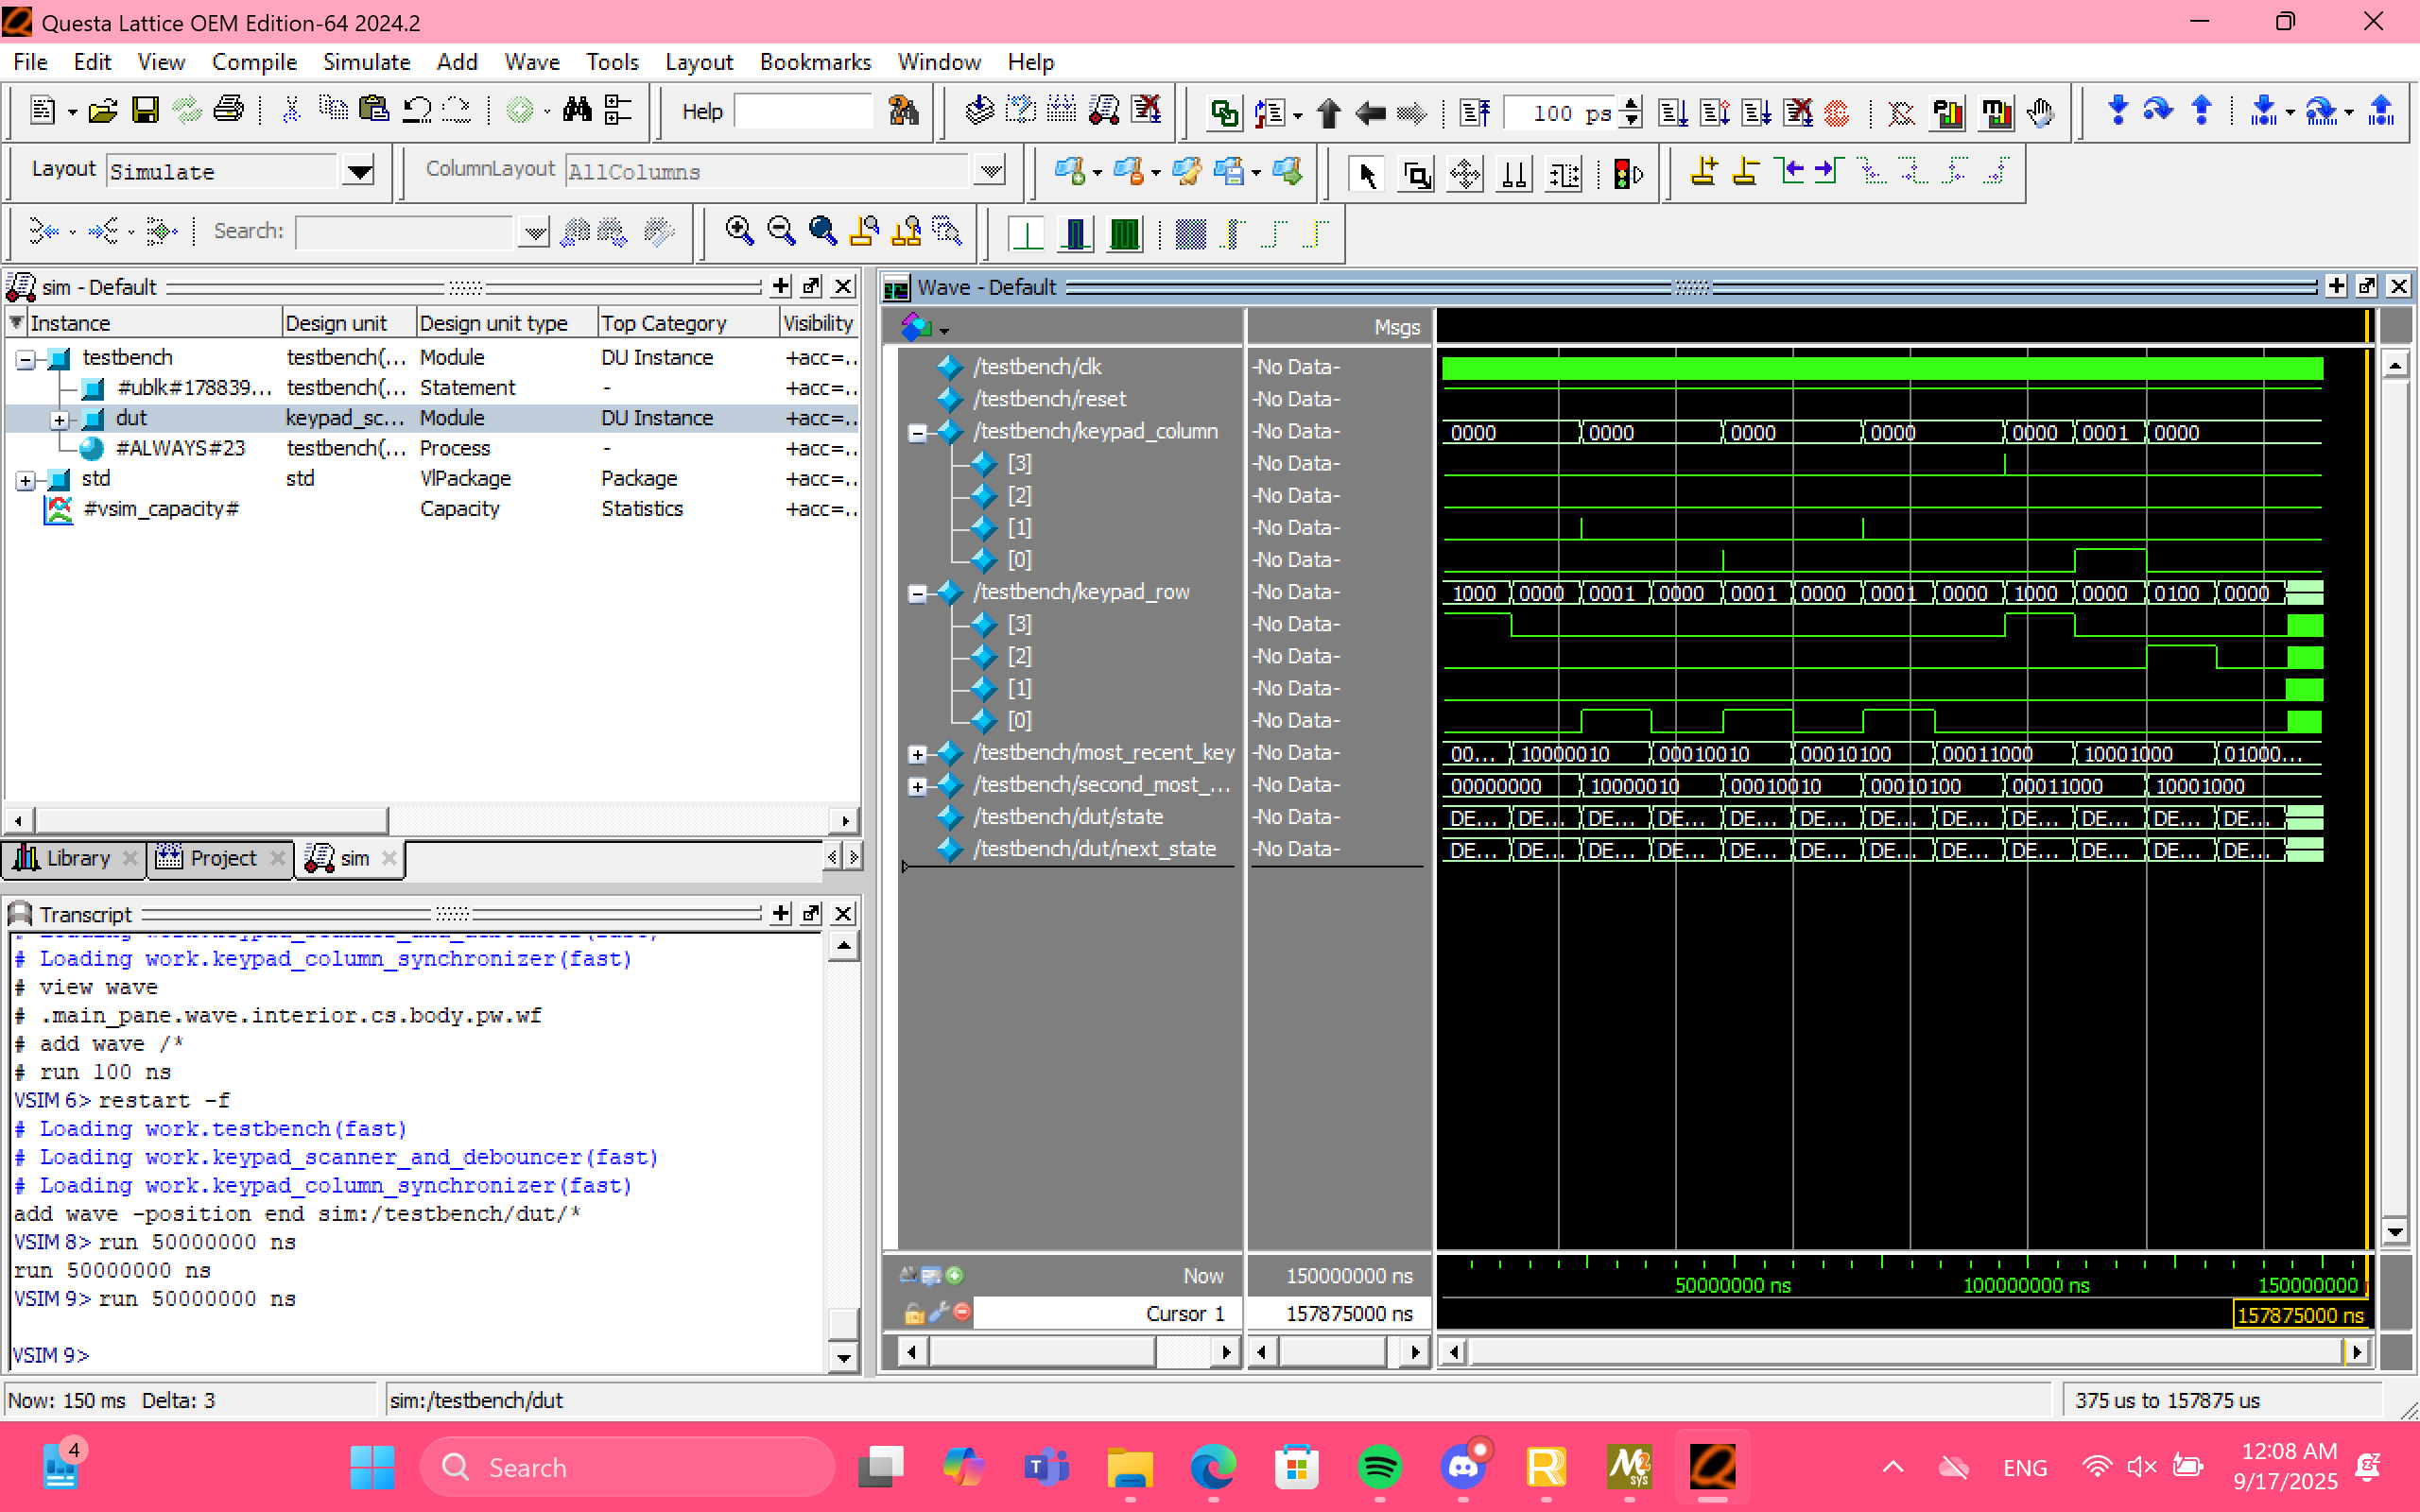 Questa Lattice OEM Edition-64 2024.2
File Edit View Compile Simulate Add Wave Tools Layout Bookmarks Window Help
Help 100 ps
Layout Simulate ColumnLayout AllColumns
Search:
sim - Default
Instance Design unit Design unit type Top Category Visibility
testbench testbench(... Module DU Instance +acc=..
#ublk#178839... testbench(... Statement - +acc=..
dut keypad_sc... Module DU Instance +acc=..
#ALWAYS#23 testbench(... Process - +acc=..
std std VlPackage Package +acc=..
#vsim_capacity# Capacity Statistics +acc=..
Library Project sim
Transcript
# Loading work.keypad_scanner_and_debouncer(fast)
# Loading work.keypad_column_synchronizer(fast)
# view wave
# .main_pane.wave.interior.cs.body.pw.wf
# add wave /*
# run 100 ns
VSIM 6> restart -f
# Loading work.testbench(fast)
# Loading work.keypad_scanner_and_debouncer(fast)
# Loading work.keypad_column_synchronizer(fast)
add wave -position end sim:/testbench/dut/*
VSIM 8> run 50000000 ns
run 50000000 ns
VSIM 9> run 50000000 ns
VSIM 9>
Wave - Default
Msgs
/testbench/clk -No Data-
/testbench/reset -No Data-
/testbench/keypad_column -No Data- 0000 0000 0000 0000 0000 0001 0000
[3] -No Data-
[2] -No Data-
[1] -No Data-
[0] -No Data-
/testbench/keypad_row -No Data- 1000 0000 0001 0000 0001 0000 0001 0000 1000 0000 0100 0000
[3] -No Data-
[2] -No Data-
[1] -No Data-
[0] -No Data-
/testbench/most_recent_key -No Data- 00... 10000010 00010010 00010100 00011000 10001000 01000...
/testbench/second_most_... -No Data- 00000000 10000010 00010010 00010100 00011000 10001000
/testbench/dut/state -No Data- DE... DE... DE... DE... DE... DE... DE... DE... DE... DE... DE... DE...
/testbench/dut/next_state -No Data- DE... DE... DE... DE... DE... DE... DE... DE... DE... DE... DE... DE...
Now 150000000 ns 50000000 ns 100000000 ns 150000000
Cursor 1 157875000 ns 157875000 ns
Now: 150 ms Delta: 3 sim:/testbench/dut 375 us to 157875 us
4
Search
ENG
12:08 AM
9/17/2025